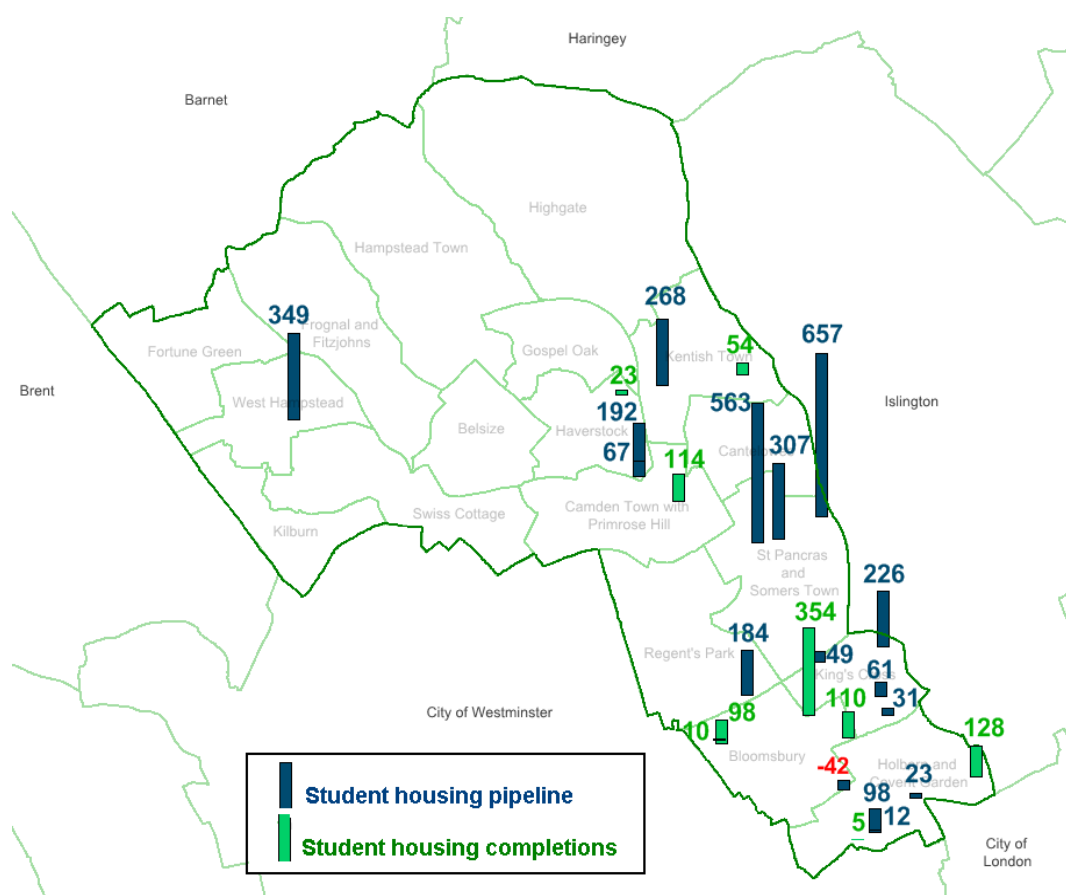 Haringey
Barnet
Highgate
Hampstead Town
268
349
657
Frognal and
Fitzjohns
54
Fortune Green
Gospel Oak
Kentish Town
23
Brent
West Hampstead
563
Islington
192
Belsize
Haverstock
307
Cantelowes
67
114
Camden Town with
Primrose Hill
Swiss Cottage
Kilburn
St Pancras
and
Somers Town
226
354
184
Regent's Park
49
King's Cross
61
31
City of Westminster
98
110
10
128
Bloomsbury
-42
Holborn and
Covent Garden
23
98
12
5
Student housing pipeline
Student housing completions
City of
London